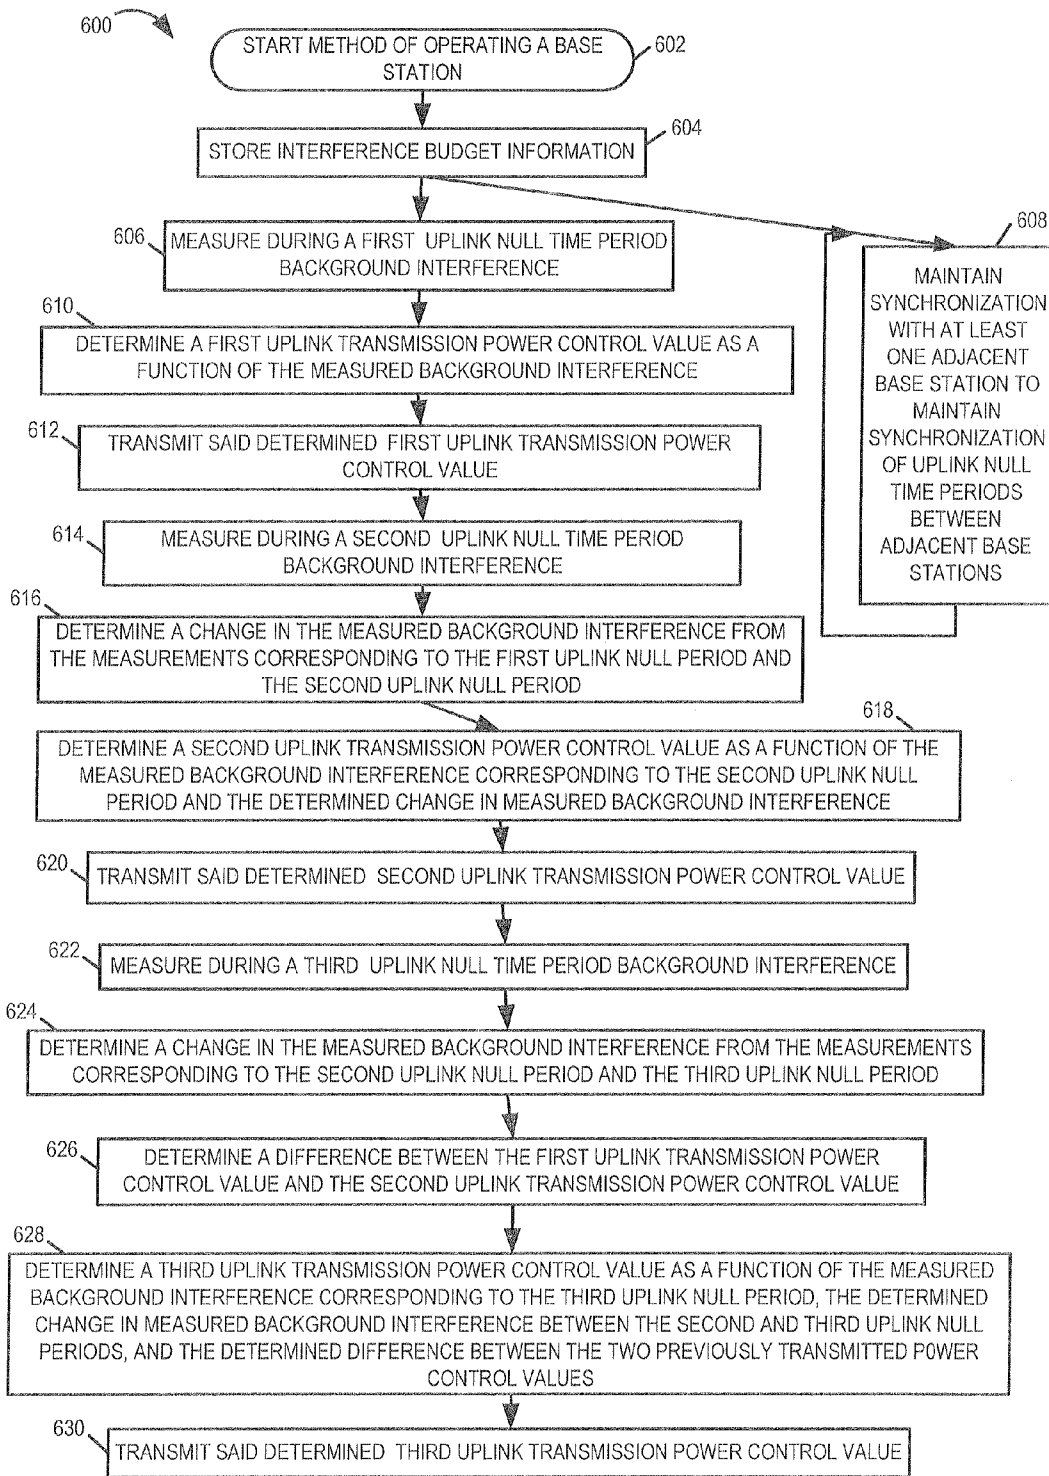 600
START METHOD OF OPERATING A BASE
STATION
602
604
STORE INTERFERENCE BUDGET INFORMATION
606
MEASURE DURING A FIRST UPLINK NULL TIME PERIOD
BACKGROUND INTERFERENCE
608
MAINTAIN
SYNCHRONIZATION
WITH AT LEAST
ONE ADJACENT
BASE STATION TO
MAINTAIN
SYNCHRONIZATION
OF UPLINK NULL
TIME PERIODS
BETWEEN
ADJACENT BASE
STATIONS
610
DETERMINE A FIRST UPLINK TRANSMISSION POWER CONTROL VALUE AS A
FUNCTION OF THE MEASURED BACKGROUND INTERFERENCE
612
TRANSMIT SAID DETERMINED FIRST UPLINK TRANSMISSION POWER
CONTROL VALUE
614
MEASURE DURING A SECOND UPLINK NULL TIME PERIOD
BACKGROUND INTERFERENCE
616
DETERMINE A CHANGE IN THE MEASURED BACKGROUND INTERFERENCE FROM
THE MEASUREMENTS CORRESPONDING TO THE FIRST UPLINK NULL PERIOD AND
THE SECOND UPLINK NULL PERIOD
618
DETERMINE A SECOND UPLINK TRANSMISSION POWER CONTROL VALUE AS A FUNCTION OF THE
MEASURED BACKGROUND INTERFERENCE CORRESPONDING TO THE SECOND UPLINK NULL
PERIOD AND THE DETERMINED CHANGE IN MEASURED BACKGROUND INTERFERENCE
620
TRANSMIT SAID DETERMINED SECOND UPLINK TRANSMISSION POWER CONTROL VALUE
622
MEASURE DURING A THIRD UPLINK NULL TIME PERIOD BACKGROUND INTERFERENCE
624
DETERMINE A CHANGE IN THE MEASURED BACKGROUND INTERFERENCE FROM THE MEASUREMENTS
CORRESPONDING TO THE SECOND UPLINK NULL PERIOD AND THE THIRD UPLINK NULL PERIOD
626
DETERMINE A DIFFERENCE BETWEEN THE FIRST UPLINK TRANSMISSION POWER
CONTROL VALUE AND THE SECOND UPLINK TRANSMISSION POWER CONTROL VALUE
628
DETERMINE A THIRD UPLINK TRANSMISSION POWER CONTROL VALUE AS A FUNCTION OF THE MEASURED
BACKGROUND INTERFERENCE CORRESPONDING TO THE THIRD UPLINK NULL PERIOD, THE DETERMINED
CHANGE IN MEASURED BACKGROUND INTERFERENCE BETWEEN THE SECOND AND THIRD UPLINK NULL
PERIODS, AND THE DETERMINED DIFFERENCE BETWEEN THE TWO PREVIOUSLY TRANSMITTED POWER
CONTROL VALUES
630
TRANSMIT SAID DETERMINED THIRD UPLINK TRANSMISSION POWER CONTROL VALUE